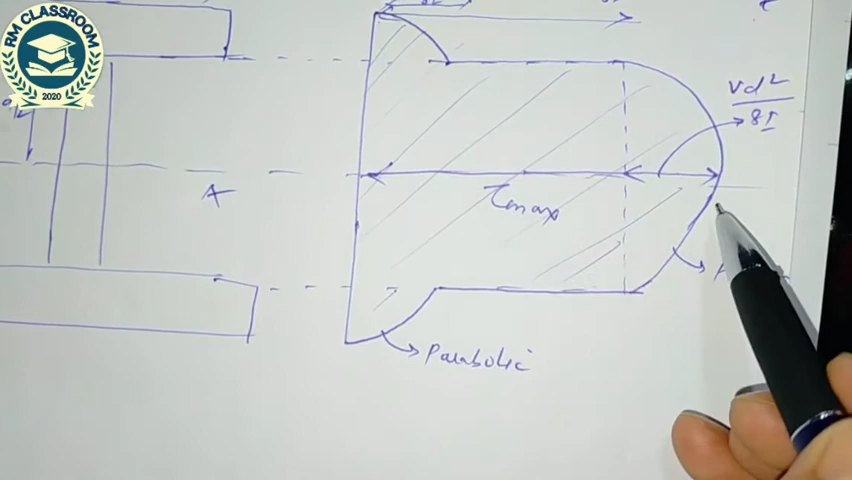 RM CLASSROOM
2020
Vd²
8I
A
τmax
Parabolic